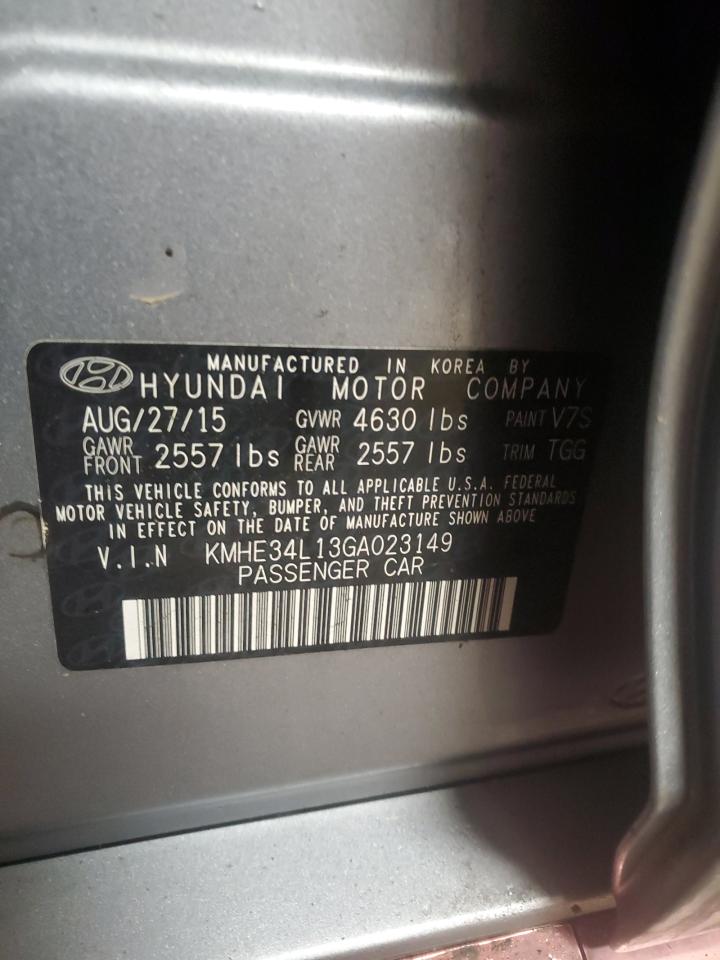 MANUFACTURED IN KOREA BY
HYUNDAI MOTOR COMPANY
AUG/27/15 GVWR 4630 lbs PAINT V7S
GAWR FRONT 2557 lbs GAWR REAR 2557 lbs TRIM TGG
THIS VEHICLE CONFORMS TO ALL APPLICABLE U.S.A. FEDERAL
MOTOR VEHICLE SAFETY, BUMPER, AND THEFT PREVENTION STANDARDS
IN EFFECT ON THE DATE OF MANUFACTURE SHOWN ABOVE
V.I.N KMHE34L13GA023149
PASSENGER CAR